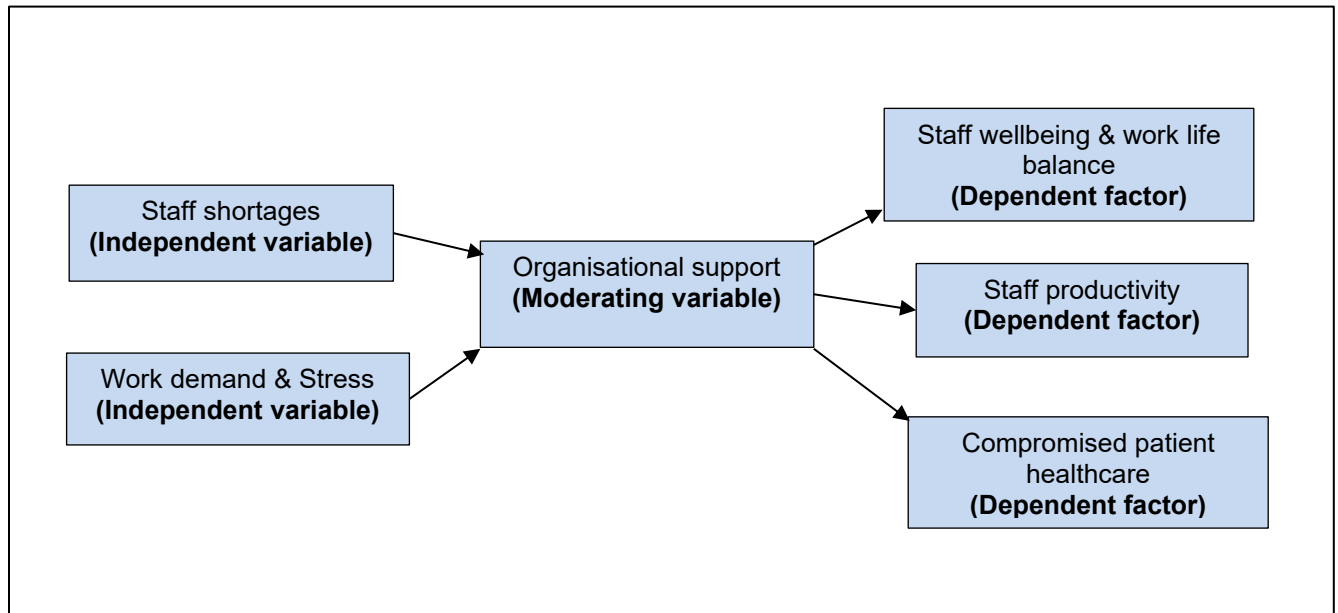 Staff shortages
(Independent variable)
Work demand & Stress
(Independent variable)
Organisational support
(Moderating variable)
Staff wellbeing & work life
balance
(Dependent factor)
Staff productivity
(Dependent factor)
Compromised patient
healthcare
(Dependent factor)